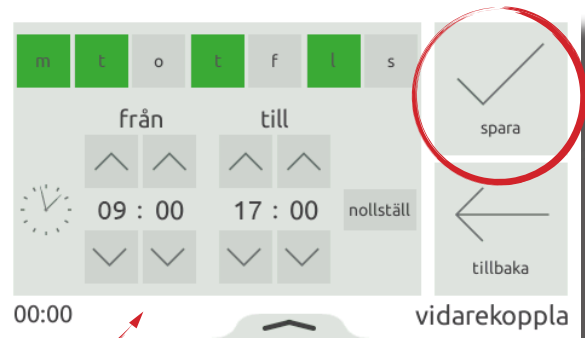 m t o t f l s
från till
09 : 00 17 : 00 nollställ
spara
tillbaka
00:00 vidarekoppla